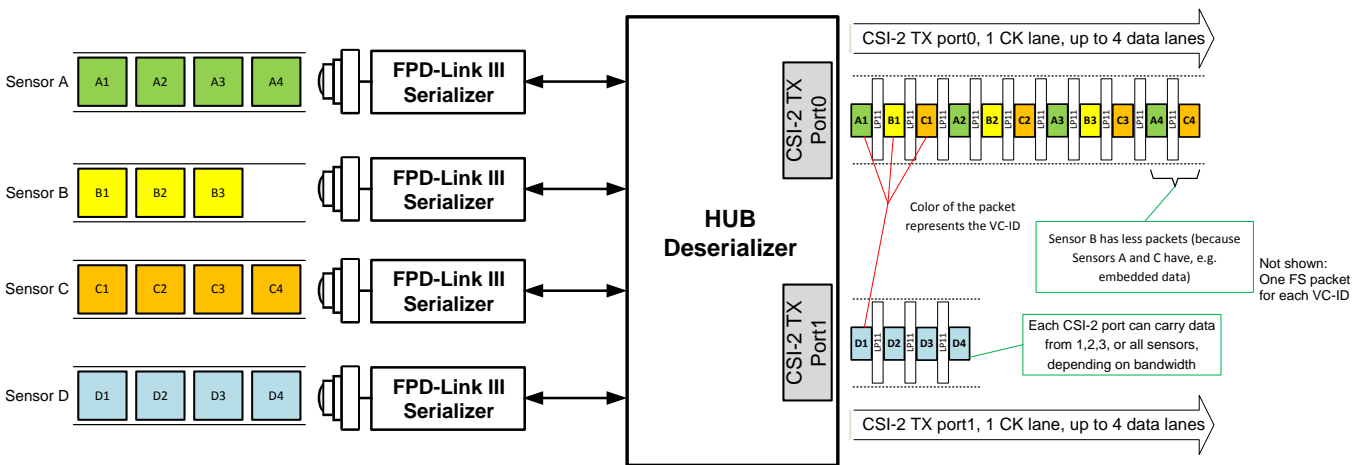 CSI-2 TX port0, 1 CK lane, up to 4 data lanes
Sensor A
A1 A2 A3 A4
FPD-Link III
Serializer
CSI-2 TX
Port0
A1 LP11 B1 LP11 C1 LP11 A2 LP11 B2 LP11 C2 LP11 A3 LP11 B3 LP11 C3 LP11 A4 LP11 C4
Sensor B
B1 B2 B3
FPD-Link III
Serializer
HUB
Deserializer
Color of the packet
represents the VC-ID
Sensor B has less packets (because
Sensors A and C have, e.g.
embedded data)
Not shown:
One FS packet
for each VC-ID
Sensor C
C1 C2 C3 C4
FPD-Link III
Serializer
CSI-2 TX
Port1
D1 LP11 D2 LP11 D3 LP11 D4
Each CSI-2 port can carry data
from 1,2,3, or all sensors,
depending on bandwidth
Sensor D
D1 D2 D3 D4
FPD-Link III
Serializer
CSI-2 TX port1, 1 CK lane, up to 4 data lanes